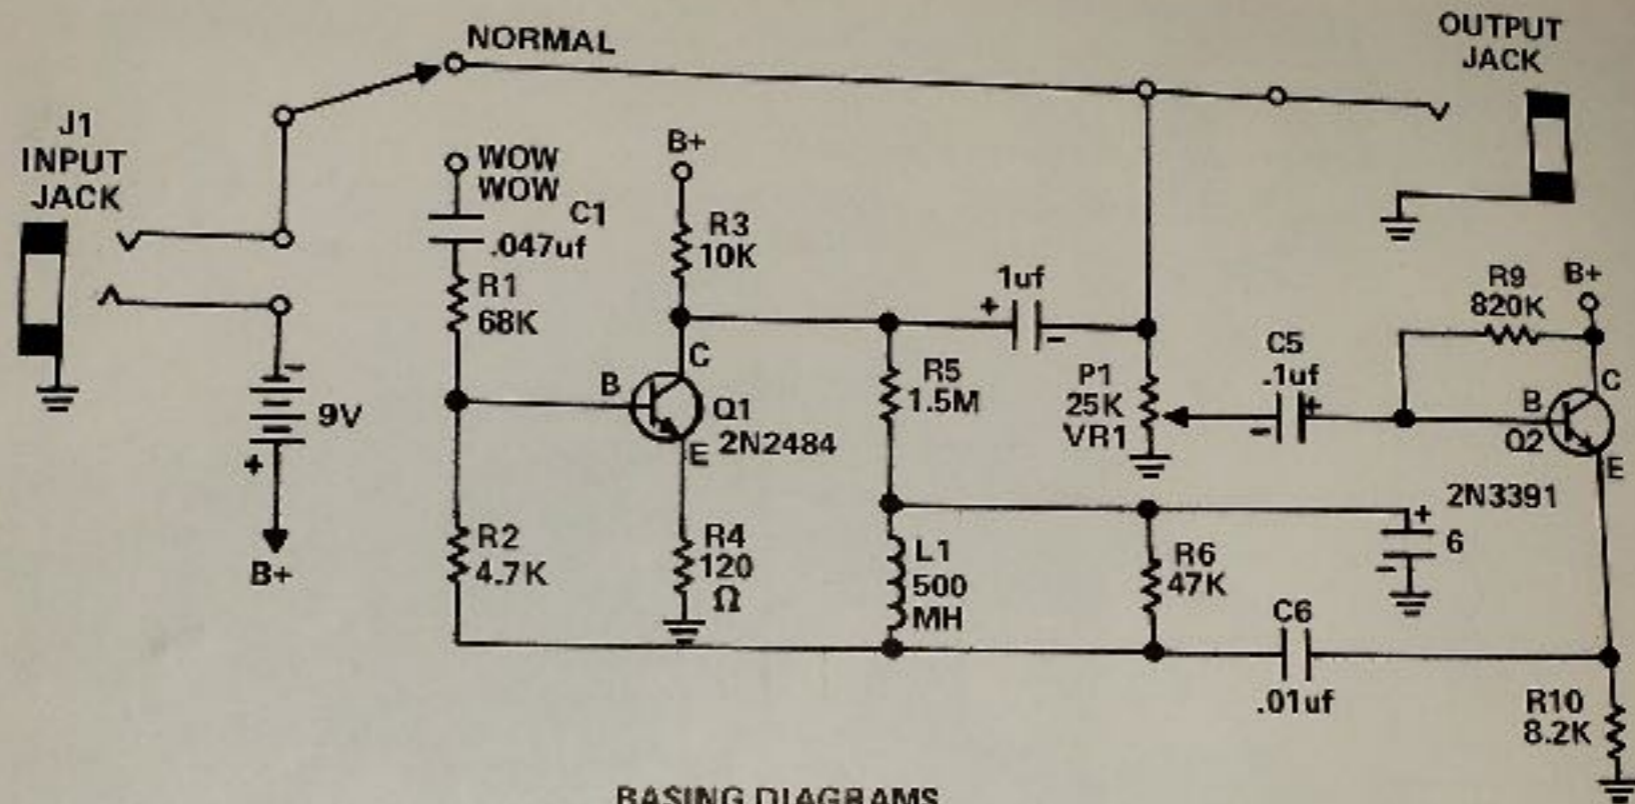 NORMAL
OUTPUT
JACK
J1
INPUT
JACK
WOW
WOW
C1
.047uf
B+
R3
10K
R1
68K
1uf
+
-
R9
820K
B+
C
B
Q1
2N2484
E
R5
1.5M
P1
25K
VR1
C5
.1uf
-
+
C
B
Q2
E
2N3391
-
9V
+
B+
R2
4.7K
R4
120
Ω
L1
500
MH
R6
47K
+
6
-
C6
.01uf
R10
8.2K
BASING DIAGRAMS